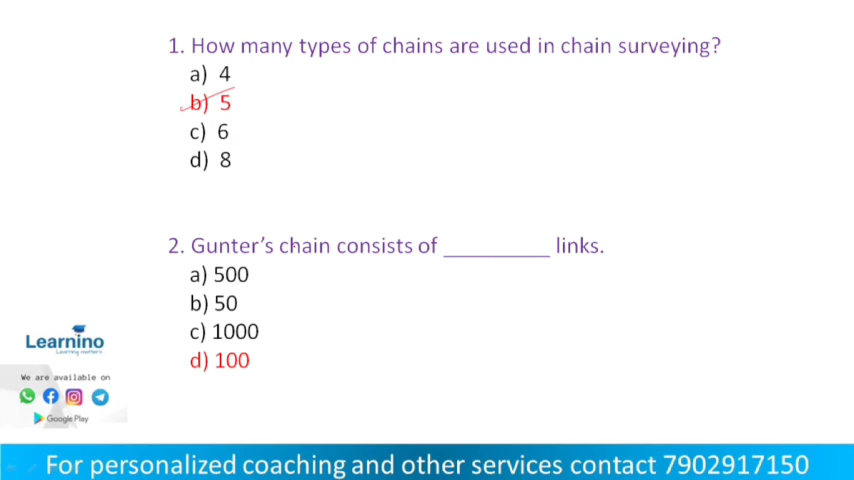 1. How many types of chains are used in chain surveying?
a) 4
b) 5
c) 6
d) 8
2. Gunter's chain consists of __________ links.
a) 500
b) 50
c) 1000
d) 100
Learnino
Learning matters
We are available on
Google Play
For personalized coaching and other services contact 7902917150